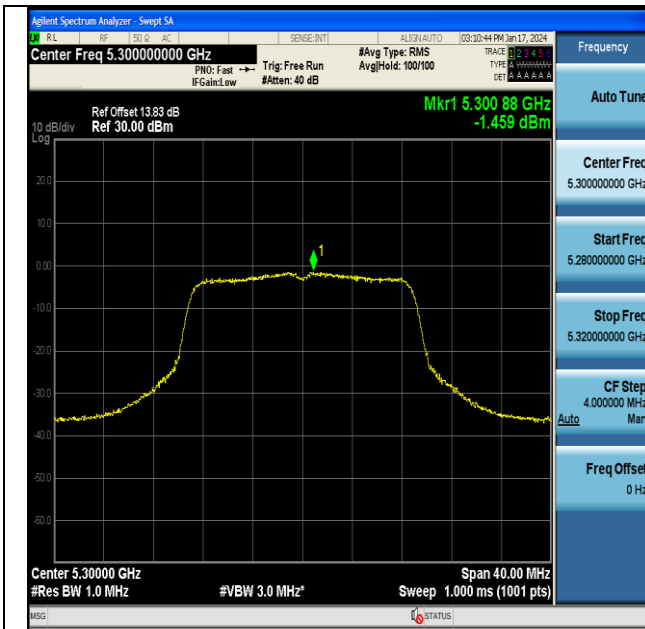 Agilent Spectrum Analyzer - Swept SA
RL RF 50 Ω AC SENSE:INT ALIGN AUTO 03:10:44 PM Jan 17, 2024
Center Freq 5.300000000 GHz
PNO: Fast
IFGain:Low
Trig: Free Run
#Atten: 40 dB
#Avg Type: RMS
Avg|Hold: 100/100
TRACE 1 2 3 4 5 6
TYPE A
DET A A A A A A
Frequency
Auto Tune
Center Freq
5.300000000 GHz
Start Freq
5.280000000 GHz
Stop Freq
5.320000000 GHz
CF Step
4.000000 MHz
Auto Man
Freq Offset
0 Hz
Mkr1 5.300 88 GHz
-1.459 dBm
Ref Offset 13.83 dB
10 dB/div Ref 30.00 dBm
Log
20.0
10.0
0.00
-10.0
-20.0
-30.0
-40.0
-50.0
-60.0
1
Center 5.30000 GHz Span 40.00 MHz
#Res BW 1.0 MHz #VBW 3.0 MHz* Sweep 1.000 ms (1001 pts)
MSG STATUS